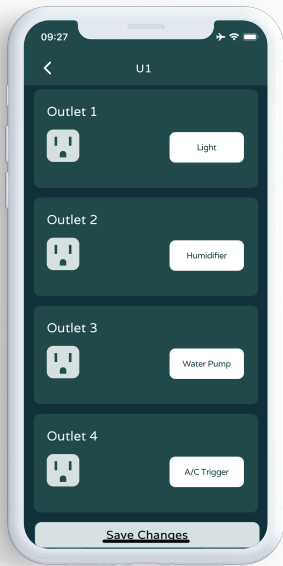 09:27
U1
Outlet 1
Light
Outlet 2
Humidifier
Outlet 3
Water Pump
Outlet 4
A/C Trigger
Save Changes